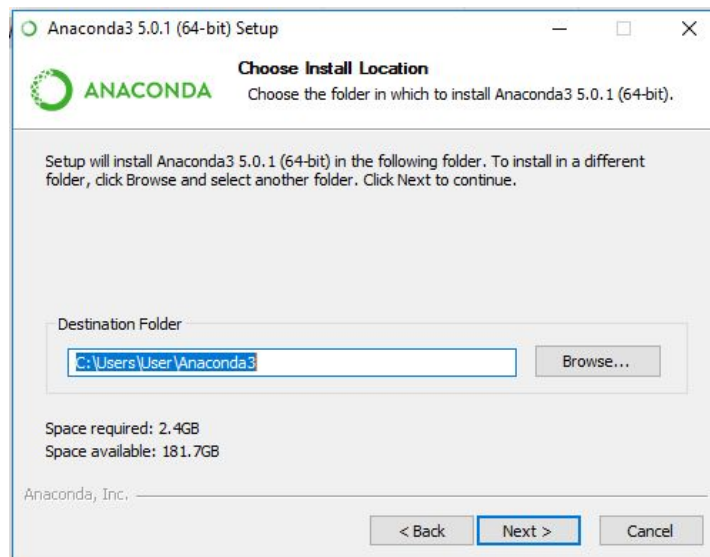 Anaconda3 5.0.1 (64-bit) Setup
ANACONDA
Choose Install Location
Choose the folder in which to install Anaconda3 5.0.1 (64-bit).
Setup will install Anaconda3 5.0.1 (64-bit) in the following folder. To install in a different
folder, click Browse and select another folder. Click Next to continue.
Destination Folder
C:\Users\User\Anaconda3
Browse...
Space required: 2.4GB
Space available: 181.7GB
Anaconda, Inc.
< Back
Next >
Cancel